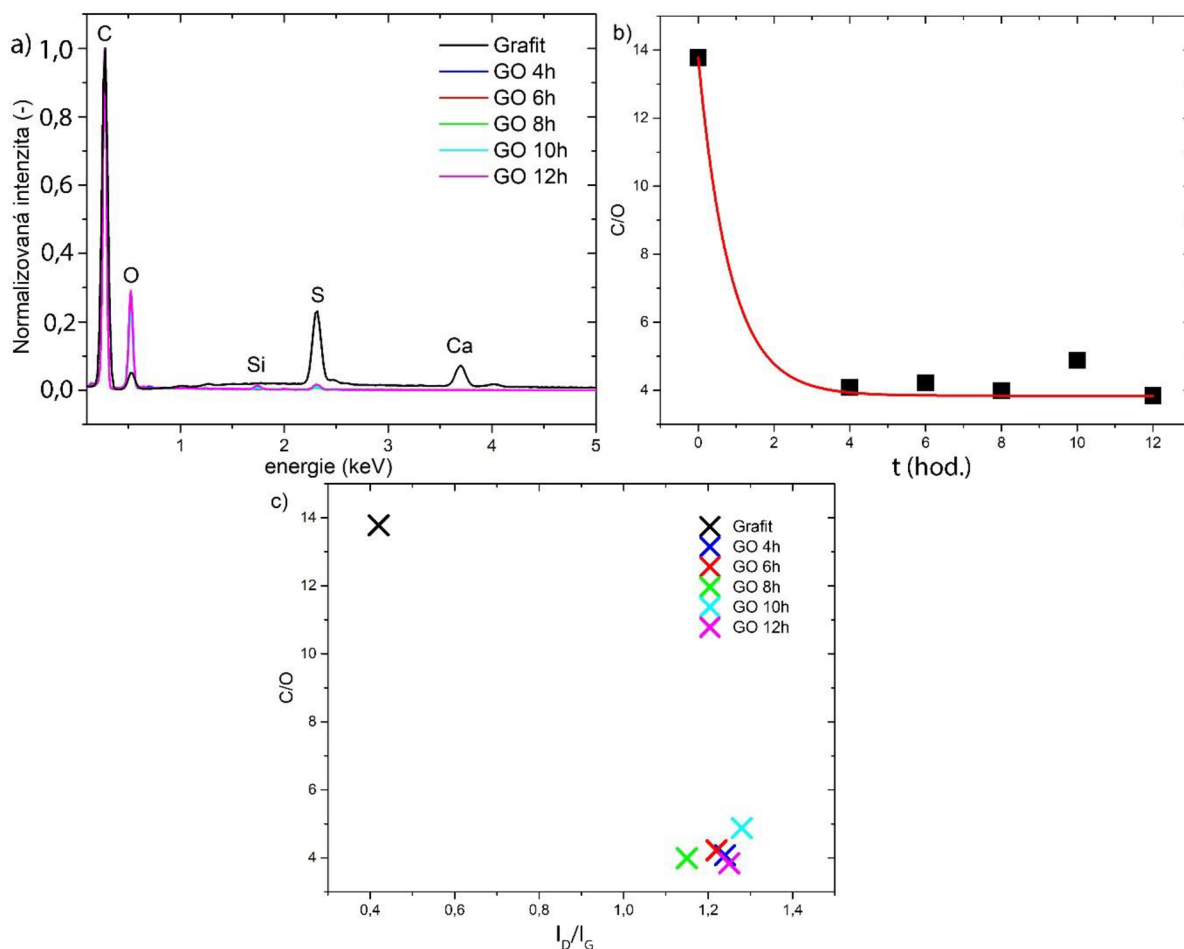 a)
C
1,0
0,8
0,6
0,4
0,2
0,0
Normalizovaná intenzita (-)
O
Si
S
Ca
Grafit
GO 4h
GO 6h
GO 8h
GO 10h
GO 12h
1
2
3
4
5
energie (keV)
b)
14
12
10
8
6
4
C/O
0
2
4
6
8
10
12
t (hod.)
c)
14
12
10
8
6
4
C/O
Grafit
GO 4h
GO 6h
GO 8h
GO 10h
GO 12h
0,4
0,6
0,8
1,0
1,2
1,4
I_D/I_G